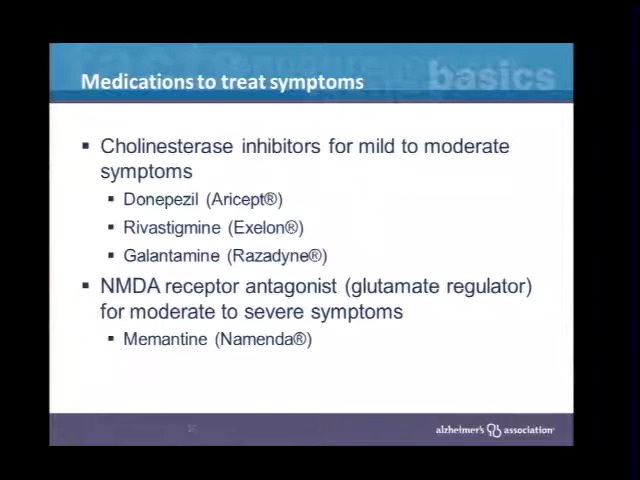 basics
Medications to treat symptoms
▪ Cholinesterase inhibitors for mild to moderate
symptoms
▪ Donepezil (Aricept®)
▪ Rivastigmine (Exelon®)
▪ Galantamine (Razadyne®)
▪ NMDA receptor antagonist (glutamate regulator)
for moderate to severe symptoms
▪ Memantine (Namenda®)
alzheimer's association